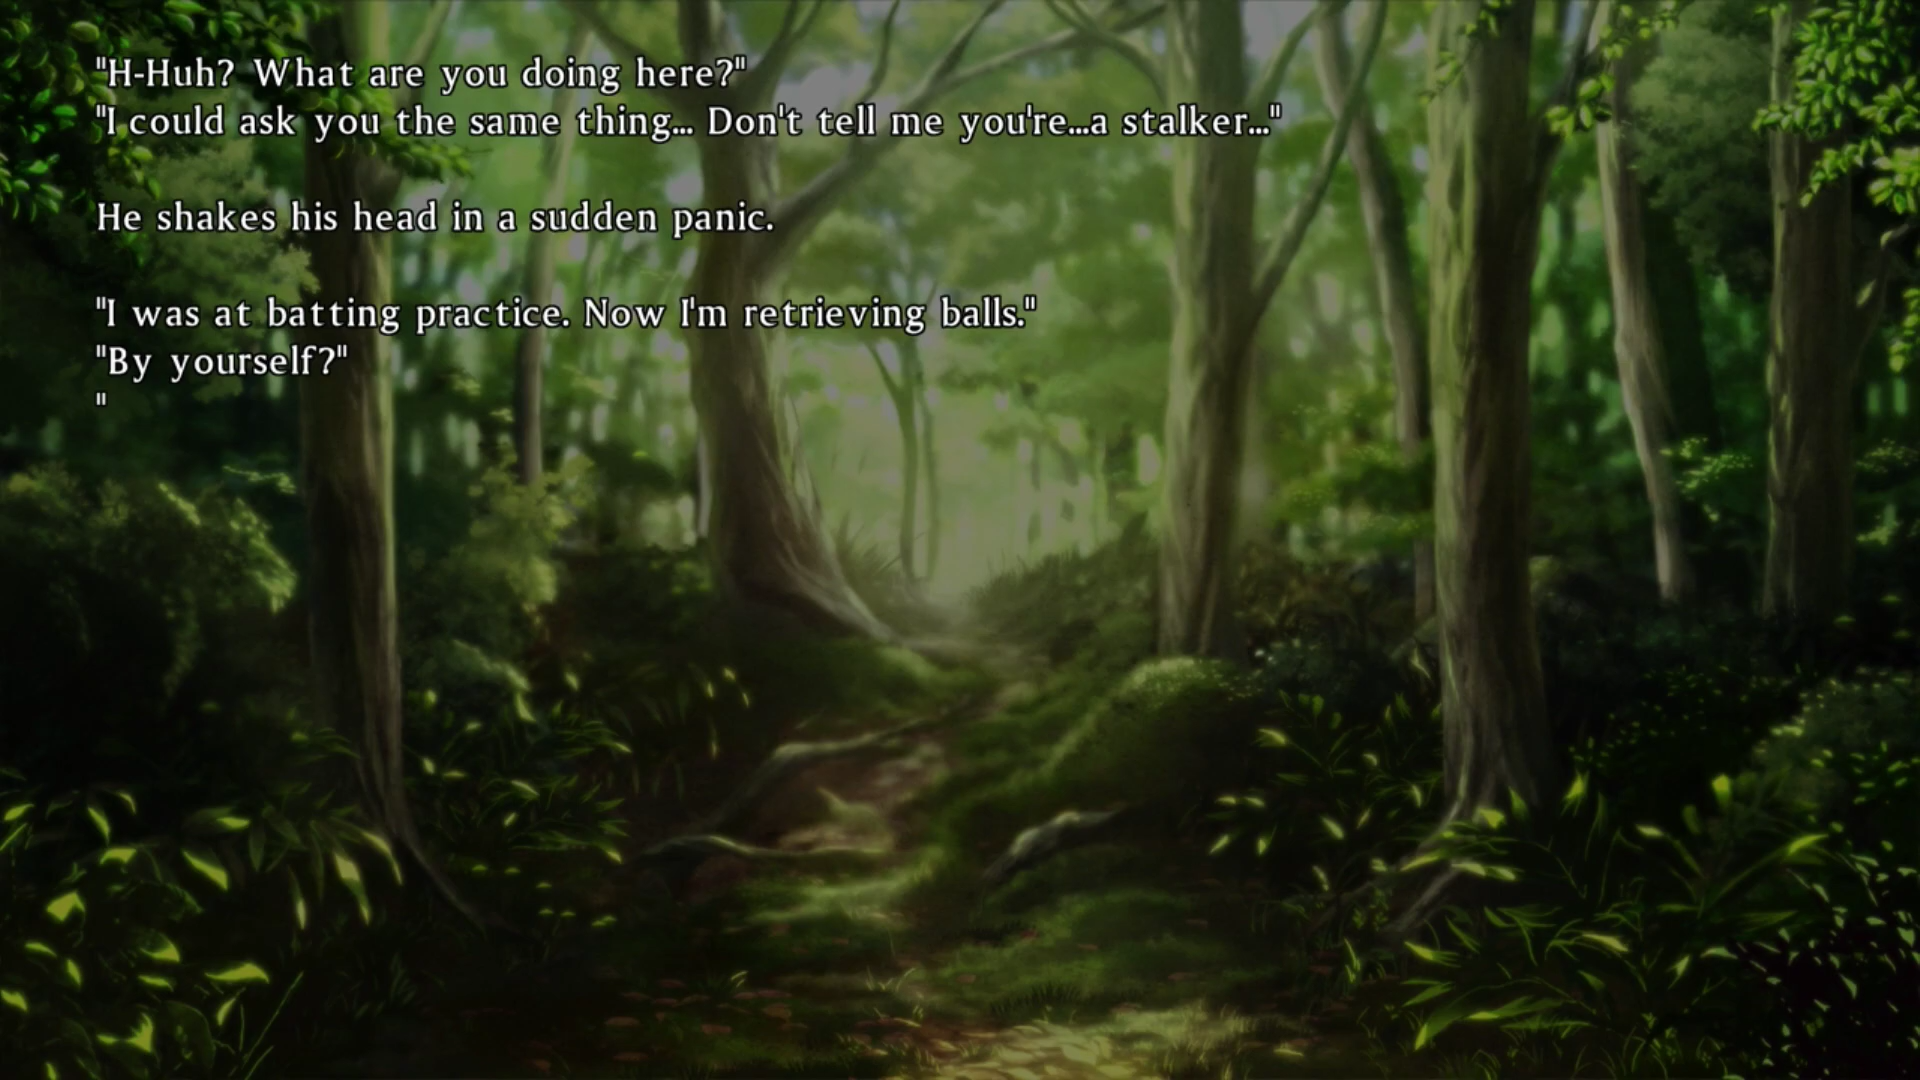 "H-Huh? What are you doing here?"
"I could ask you the same thing... Don't tell me you're...a stalker..."
He shakes his head in a sudden panic.
"I was at batting practice. Now I'm retrieving balls."
"By yourself?"
"